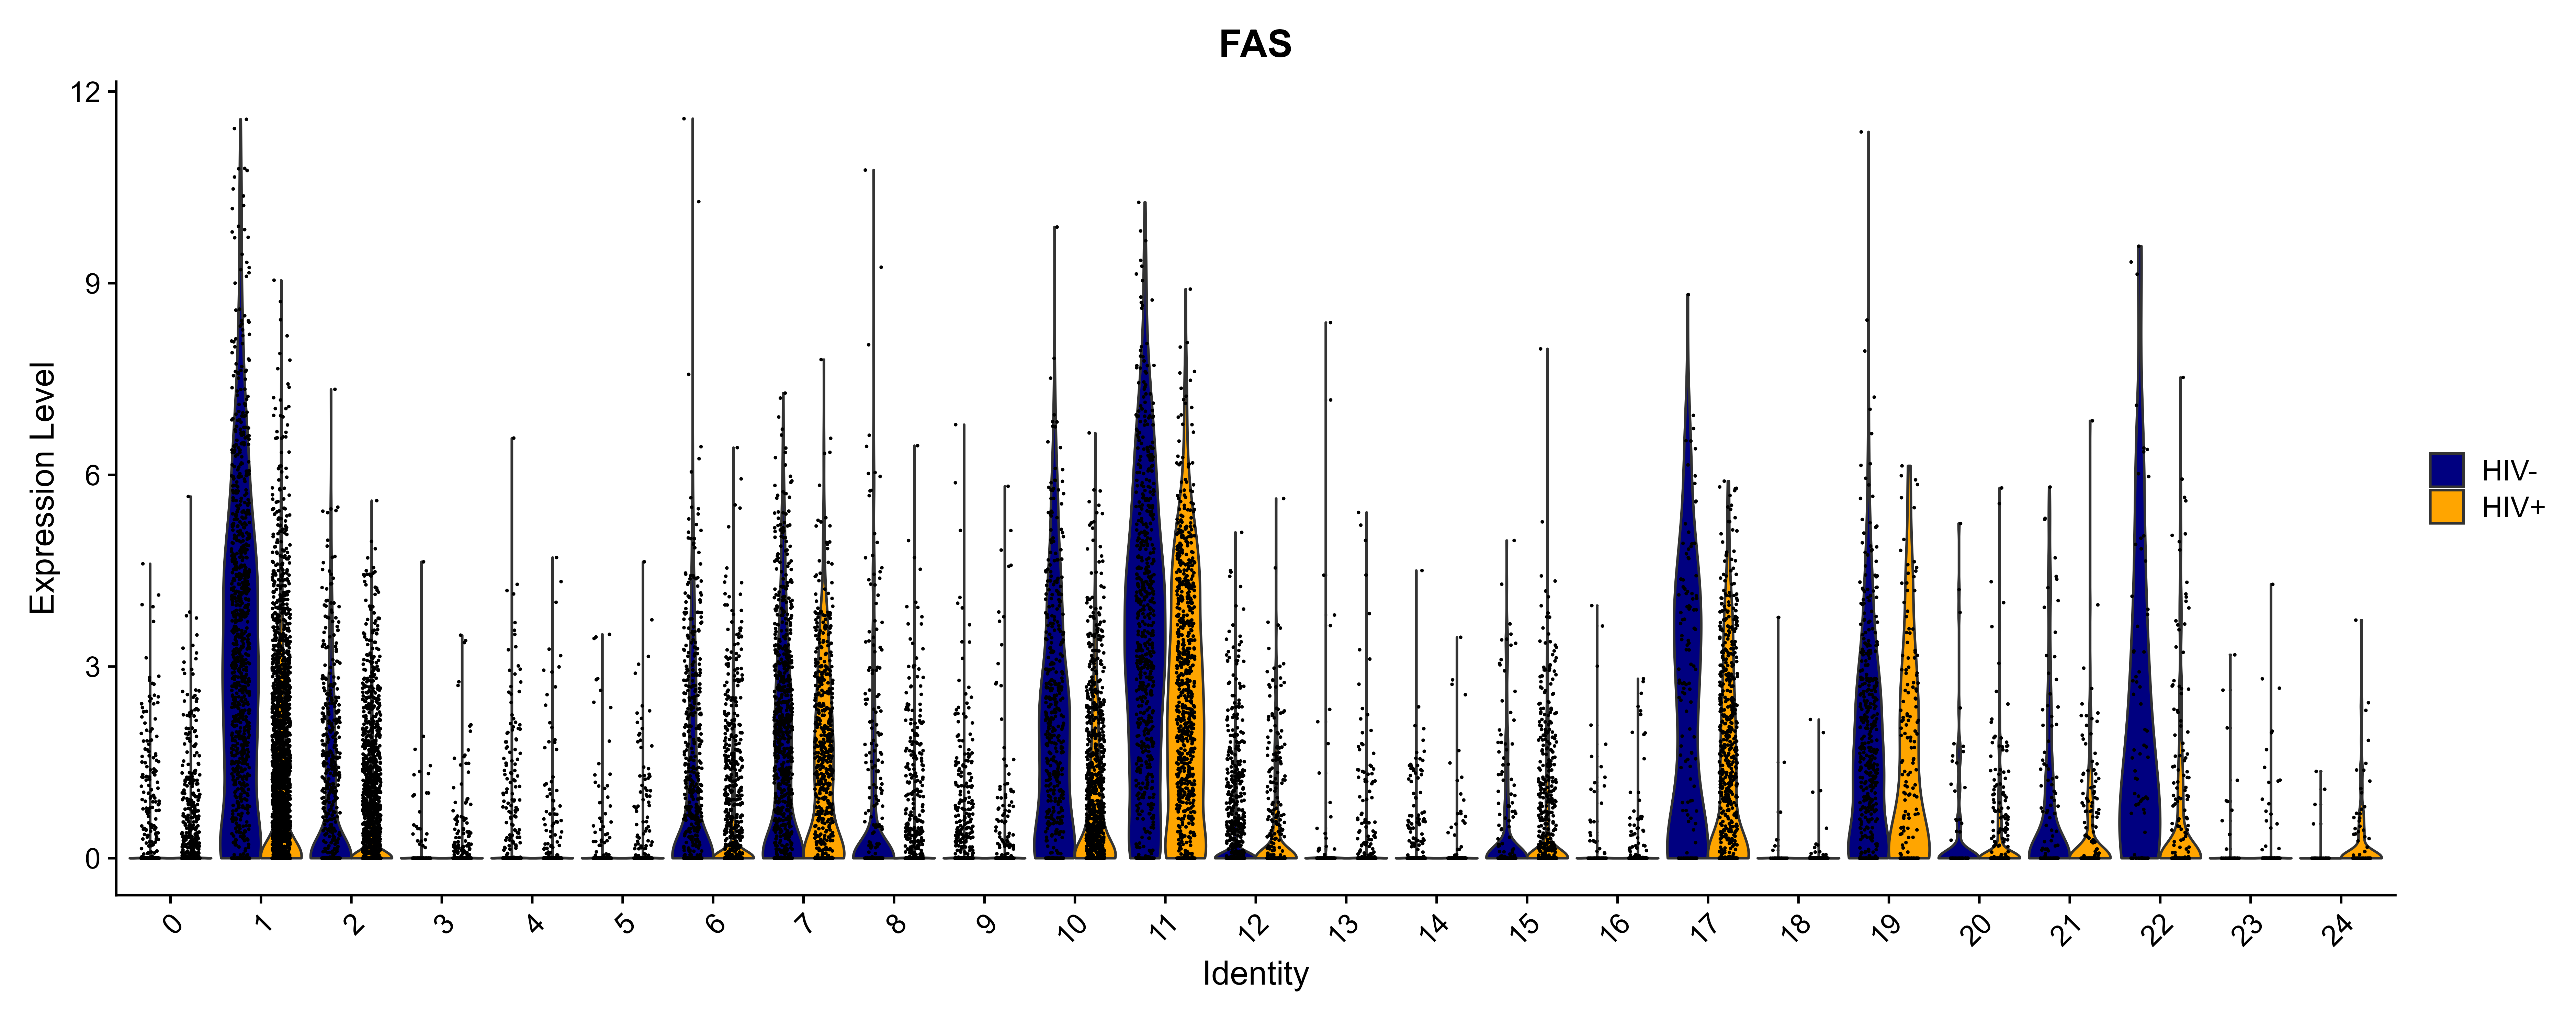 FAS
Expression Level
12
9
6
3
0
0 1 2 3 4 5 6 7 8 9 10 11 12 13 14 15 16 17 18 19 20 21 22 23 24
Identity
HIV-
HIV+